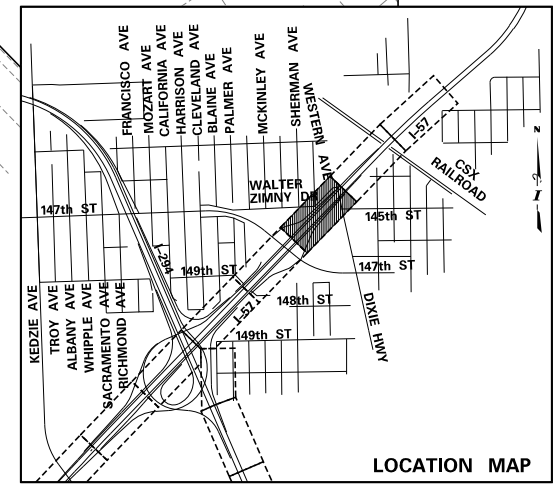 FRANCISCO AVE
MOZART AVE
CALIFORNIA AVE
HARRISON AVE
CLEVELAND AVE
BLAINE AVE
PALMER AVE
MCKINLEY AVE
SHERMAN AVE
WESTERN AVE
I-57
CSX
RAILROAD
N
WALTER
ZIMNY DR
147th ST
145th ST
I-294
149th ST
147th ST
148th ST
I-57
149th ST
DIXIE HWY
KEDZIE AVE
TROY AVE
ALBANY AVE
WHIPPLE AVE
SACRAMENTO AVE
RICHMOND AVE
LOCATION MAP